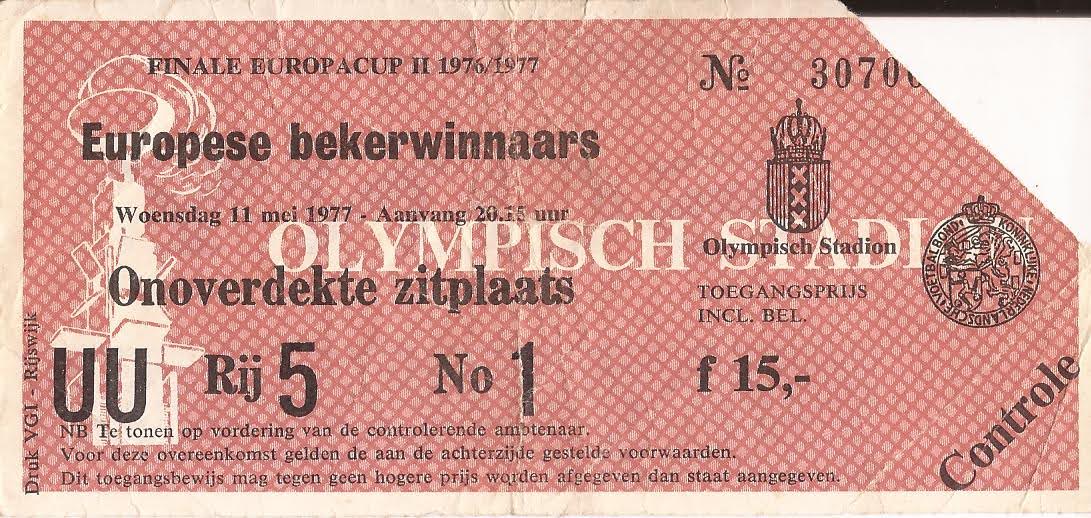 FINALE EUROPACUP II 1976/1977
№ 3070
Europese bekerwinnaars
Woensdag 11 mei 1977 - Aanvang 20.15 uur
OLYMPISCH STADION
Olympisch Stadion
KONINKLIJKE NEDERLANDSCHE VOETBALBOND
Onoverdekte zitplaats
TOEGANGSPRIJS
INCL. BEL.
UU Rij 5 No 1 f 15,-
Controle
NB Te tonen op vordering van de controlerende ambtenaar.
Voor deze overeenkomst gelden de aan de achterzijde gestelde voorwaarden.
Dit toegangsbewijs mag tegen geen hogere prijs worden afgegeven dan staat aangegeven.
Druk VGI - Rijswijk